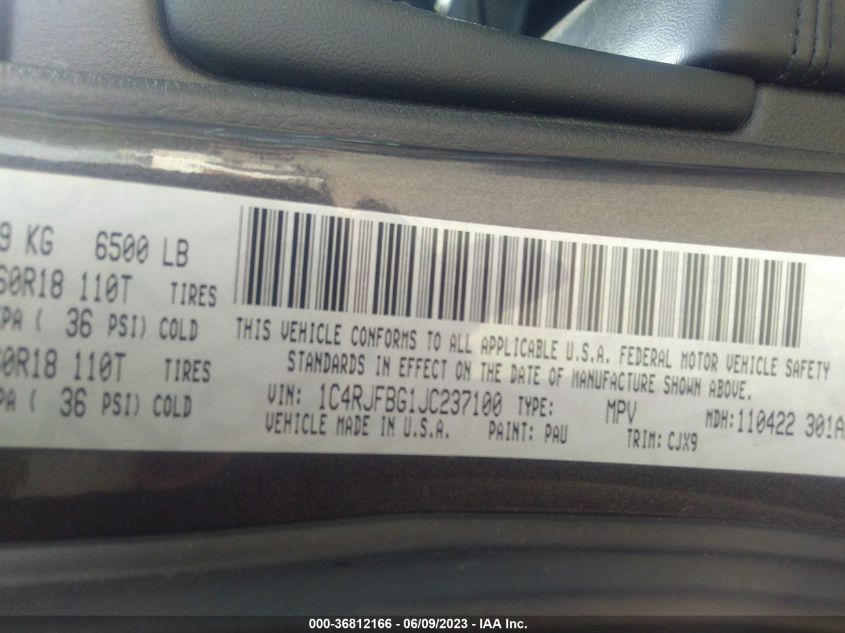 9 KG 6500 LB
60R18 110T TIRES
PA ( 36 PSI) COLD
60R18 110T TIRES
PA ( 36 PSI) COLD
THIS VEHICLE CONFORMS TO ALL APPLICABLE U.S.A. FEDERAL MOTOR VEHICLE SAFETY
STANDARDS IN EFFECT ON THE DATE OF MANUFACTURE SHOWN ABOVE.
VIN: 1C4RJFBG1JC237100 TYPE: MPV MDH:110422 301A
VEHICLE MADE IN U.S.A. PAINT: PAU TRIM: CJX9
000-36812166 - 06/09/2023 - IAA Inc.